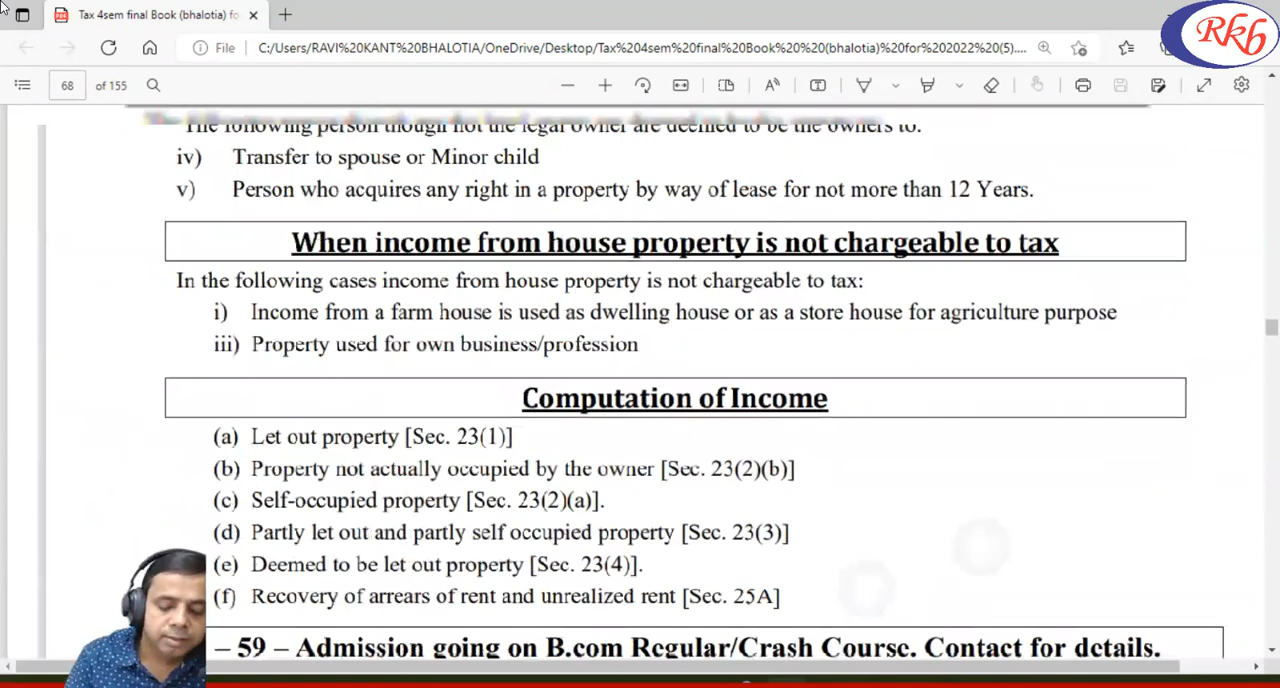 Tax 4sem final Book (bhalotia) fo
Rkb
File
C:/Users/RAVI%20KANT%20BHALOTIA/OneDrive/Desktop/Tax%204sem%20final%20Book%20%20(bhalotia)%20for%202022%20(5)....
68 of 155
The following person though not the legal owner are deemed to be the owners to.
iv) Transfer to spouse or Minor child
v) Person who acquires any right in a property by way of lease for not more than 12 Years.
When income from house property is not chargeable to tax
In the following cases income from house property is not chargeable to tax:
i) Income from a farm house is used as dwelling house or as a store house for agriculture purpose
iii) Property used for own business/profession
Computation of Income
(a) Let out property [Sec. 23(1)]
(b) Property not actually occupied by the owner [Sec. 23(2)(b)]
(c) Self-occupied property [Sec. 23(2)(a)].
(d) Partly let out and partly self occupied property [Sec. 23(3)]
(e) Deemed to be let out property [Sec. 23(4)].
(f) Recovery of arrears of rent and unrealized rent [Sec. 25A]
– 59 – Admission going on B.com Regular/Crash Course. Contact for details.